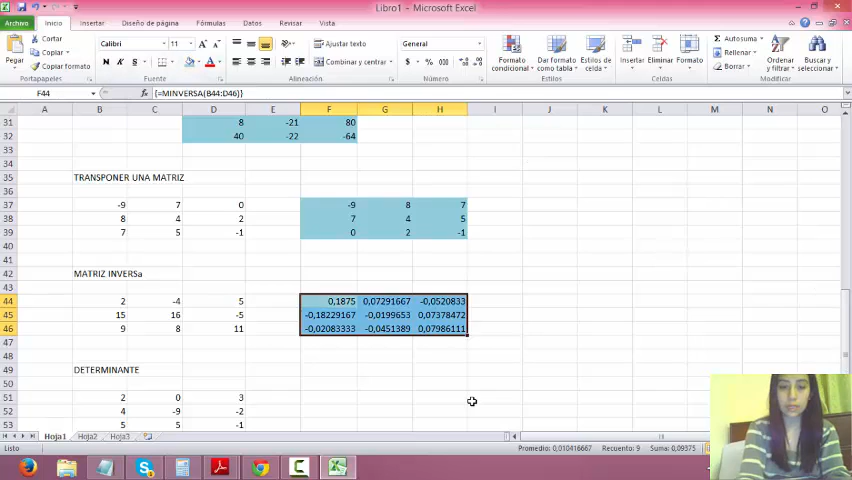 Libro1 - Microsoft Excel
Archivo Inicio Insertar Diseño de página Fórmulas Datos Revisar Vista
Pegar
Cortar
Copiar
Copiar formato
Portapapeles
Calibri 11
N K S
Fuente
Ajustar texto
Combinar y centrar
Alineación
General
$ % 000
Número
Formato condicional
Dar formato como tabla
Estilos de celda
Estilos
Insertar Eliminar Formato
Celdas
Autosuma
Rellenar
Borrar
Ordenar y filtrar
Buscar y seleccionar
Modificar
F44 fx {=MINVERSA(B44:D46)}
A B C D E F G H I J K L M N O
31 8 -21 80
32 40 -22 -64
33
34
35 TRANSPONER UNA MATRIZ
36
37 -9 7 0 -9 8 7
38 8 4 2 7 4 5
39 7 5 -1 0 2 -1
40
41
42 MATRIZ INVERSa
43
44 2 -4 5 0,1875 0,07291667 -0,0520833
45 15 16 -5 -0,18229167 -0,0199653 0,07378472
46 9 8 11 -0,02083333 -0,0451389 0,07986111
47
48
49 DETERMINANTE
50
51 2 0 3
52 4 -9 -2
53 5 5 -1
Hoja1 Hoja2 Hoja3
Listo Promedio: 0,010416667 Recuento: 9 Suma: 0,09375